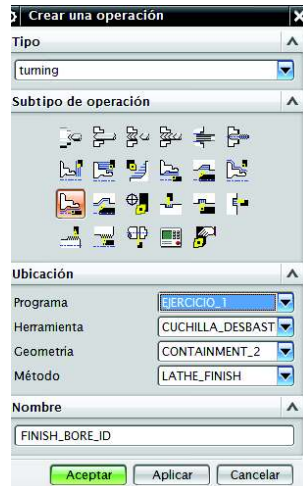 Crear una operación
Tipo
turning
Subtipo de operación
Ubicación
Programa EJERCICIO_1
Herramienta CUCHILLA_DESBAST
Geometria CONTAINMENT_2
Método LATHE_FINISH
Nombre
FINISH_BORE_ID
Aceptar Aplicar Cancelar